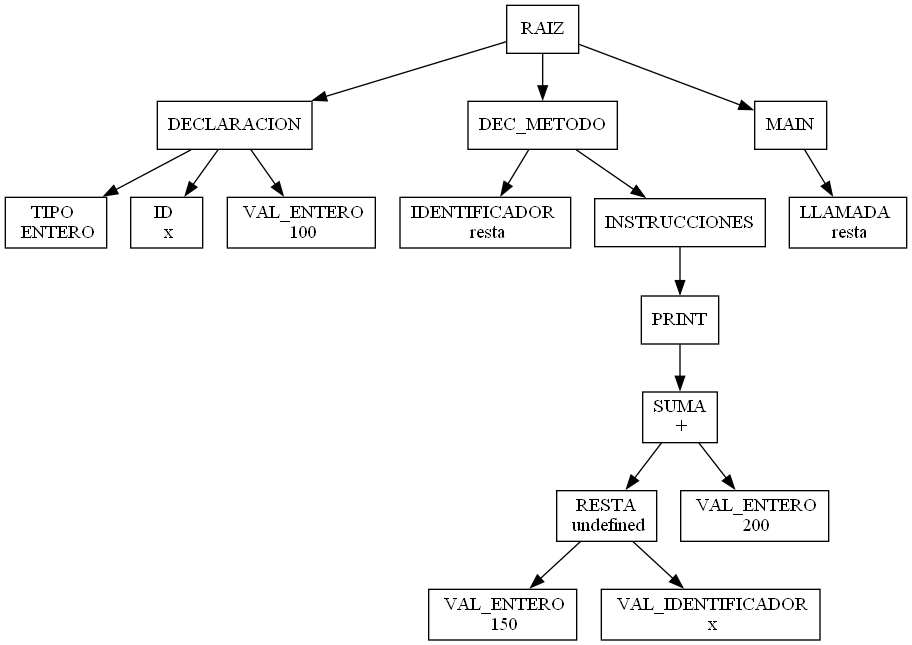 RAIZ
DECLARACION
DEC_METODO
MAIN
TIPO
ENTERO
ID
x
VAL_ENTERO
100
IDENTIFICADOR
resta
INSTRUCCIONES
LLAMADA
resta
PRINT
SUMA
+
RESTA
undefined
VAL_ENTERO
200
VAL_ENTERO
150
VAL_IDENTIFICADOR
x